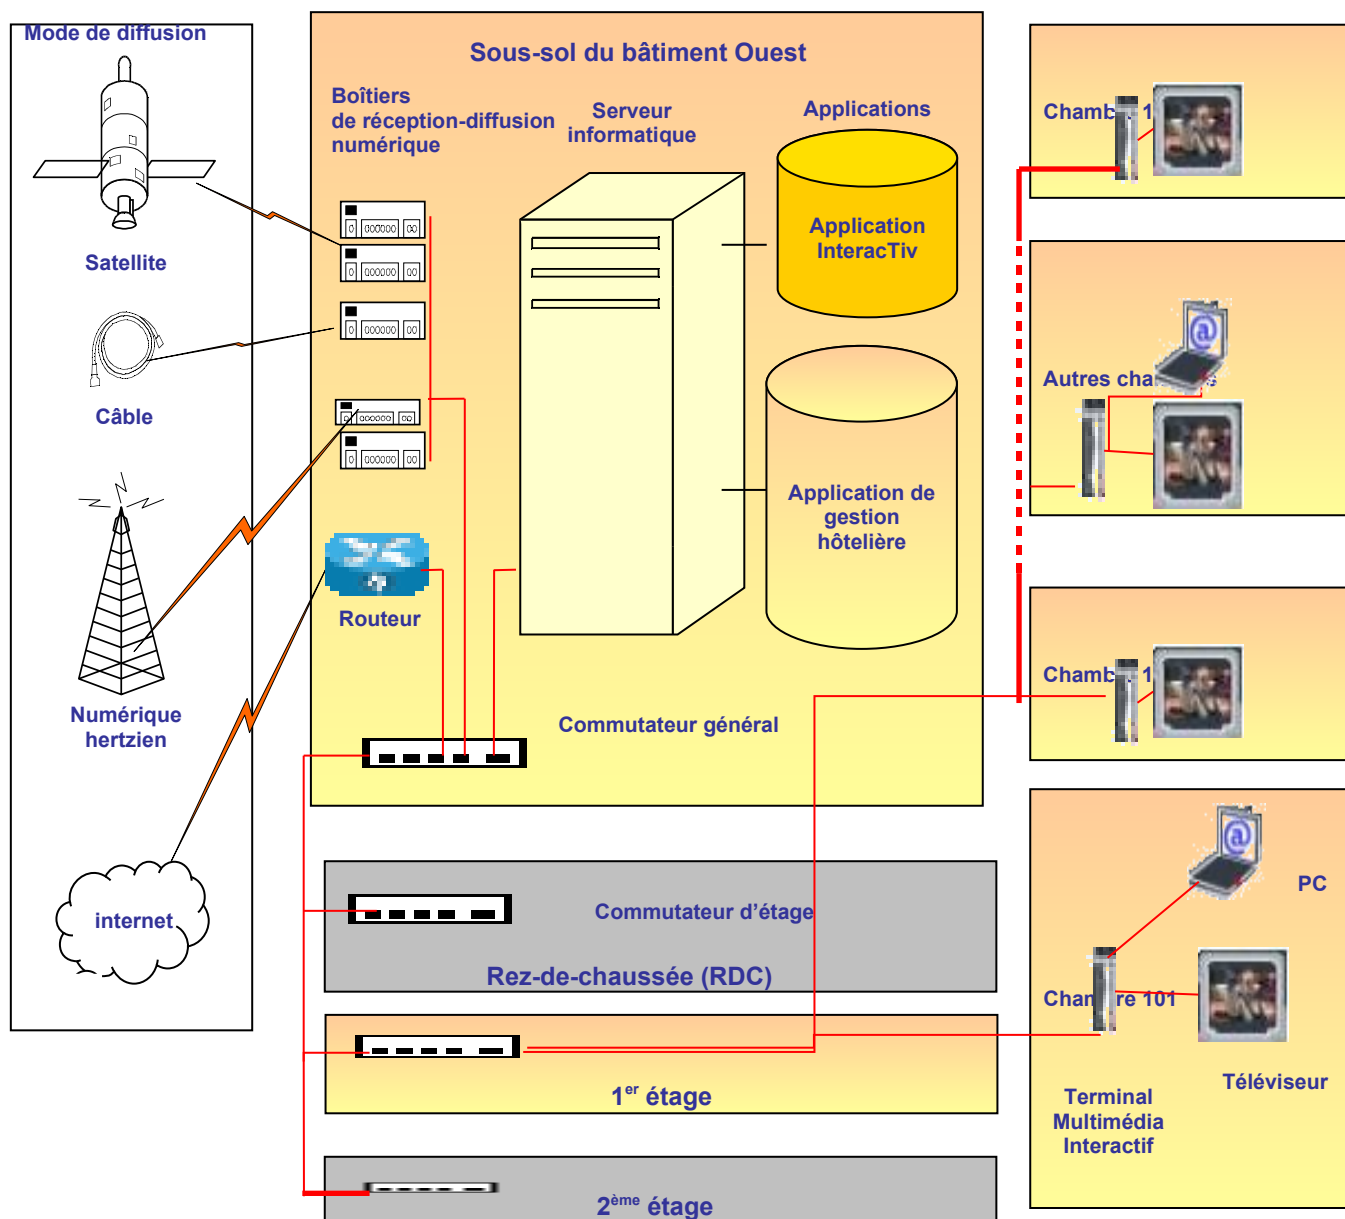 Mode de diffusion
Satellite
Câble
Numérique
hertzien
internet
Sous-sol du bâtiment Ouest
Boîtiers
de réception-diffusion
numérique
Serveur
informatique
Applications
Application
InteracTiv
Application de
gestion
hôtelière
Routeur
Commutateur général
Commutateur d'étage
Rez-de-chaussée (RDC)
1er étage
2ème étage
Autres
PC
101
Téléviseur
Terminal
Multimédia
Interactif